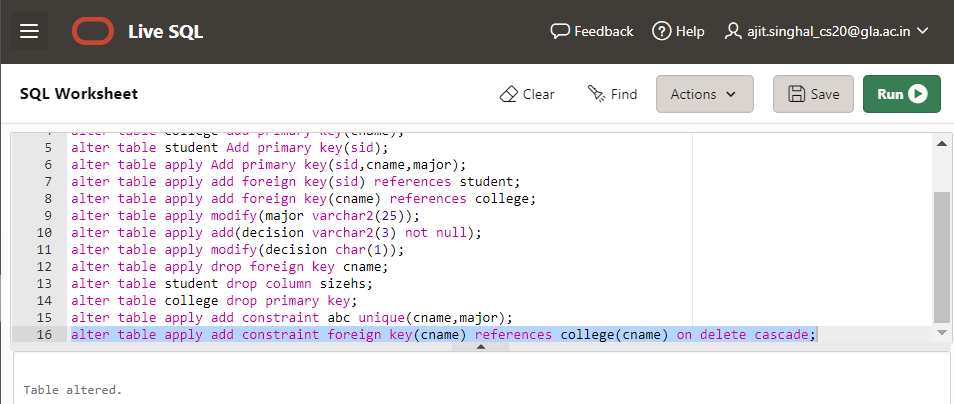 Live SQL
Feedback
Help
ajit.singhal_cs20@gla.ac.in
SQL Worksheet
Clear
Find
Actions
Save
Run
4 alter table college add primary key(cname);
5 alter table student Add primary key(sid);
6 alter table apply Add primary key(sid,cname,major);
7 alter table apply add foreign key(sid) references student;
8 alter table apply add foreign key(cname) references college;
9 alter table apply modify(major varchar2(25));
10 alter table apply add(decision varchar2(3) not null);
11 alter table apply modify(decision char(1));
12 alter table apply drop foreign key cname;
13 alter table student drop column sizehs;
14 alter table college drop primary key;
15 alter table apply add constraint abc unique(cname,major);
16 alter table apply add constraint foreign key(cname) references college(cname) on delete cascade;
Table altered.